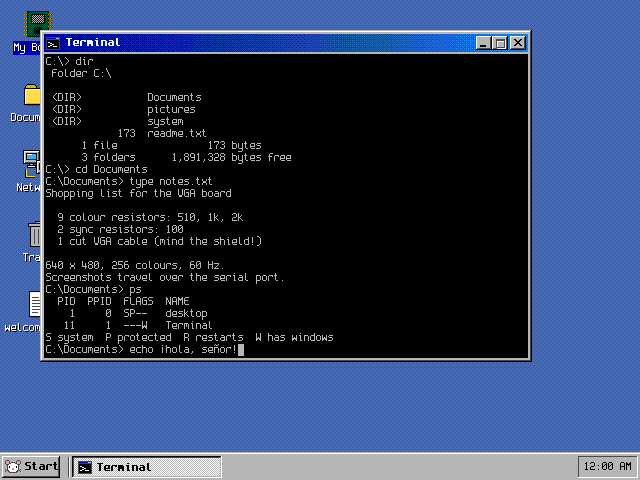 My Bo
Docum
Netw
Tra
welcom
Terminal
C:\> dir
Folder C:\
<DIR> Documents
<DIR> pictures
<DIR> system
173 readme.txt
1 file 173 bytes
3 folders 1,891,328 bytes free
C:\> cd Documents
C:\Documents> type notes.txt
Shopping list for the VGA board
9 colour resistors: 510, 1k, 2k
2 sync resistors: 100
1 cut VGA cable (mind the shield!)
640 x 480, 256 colours, 60 Hz.
Screenshots travel over the serial port.
C:\Documents> ps
PID PPID FLAGS NAME
1 0 SP-- desktop
11 1 ---W Terminal
S system P protected R restarts W has windows
C:\Documents> echo ¡hola, señor!
Start
Terminal
12:00 AM